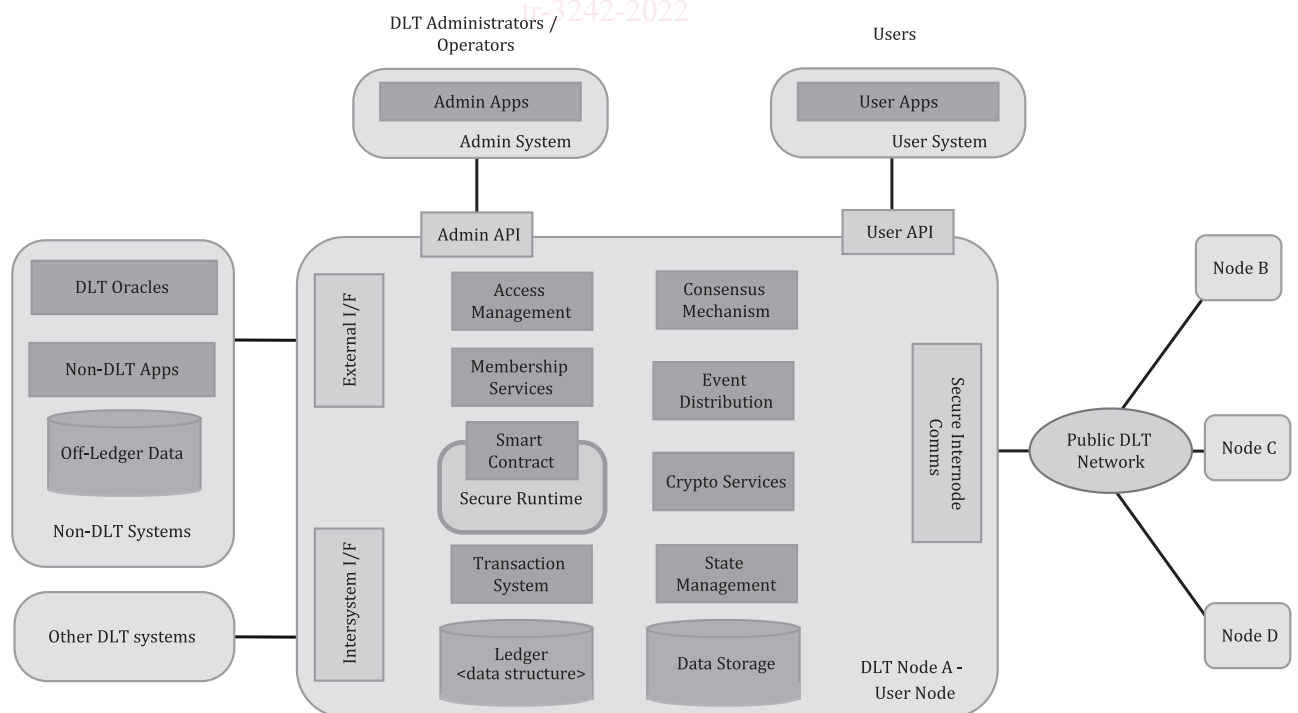 tr-3242-2022
DLT Administrators /
Operators
Users
Admin Apps
Admin System
User Apps
User System
Admin API
User API
DLT Oracles
Non-DLT Apps
Off-Ledger Data
Non-DLT Systems
Other DLT systems
External I/F
Intersystem I/F
Access
Management
Membership
Services
Smart
Contract
Secure Runtime
Transaction
System
Ledger
<data structure>
Consensus
Mechanism
Event
Distribution
Crypto Services
State
Management
Data Storage
Secure Internode
Comms
DLT Node A -
User Node
Public DLT
Network
Node B
Node C
Node D